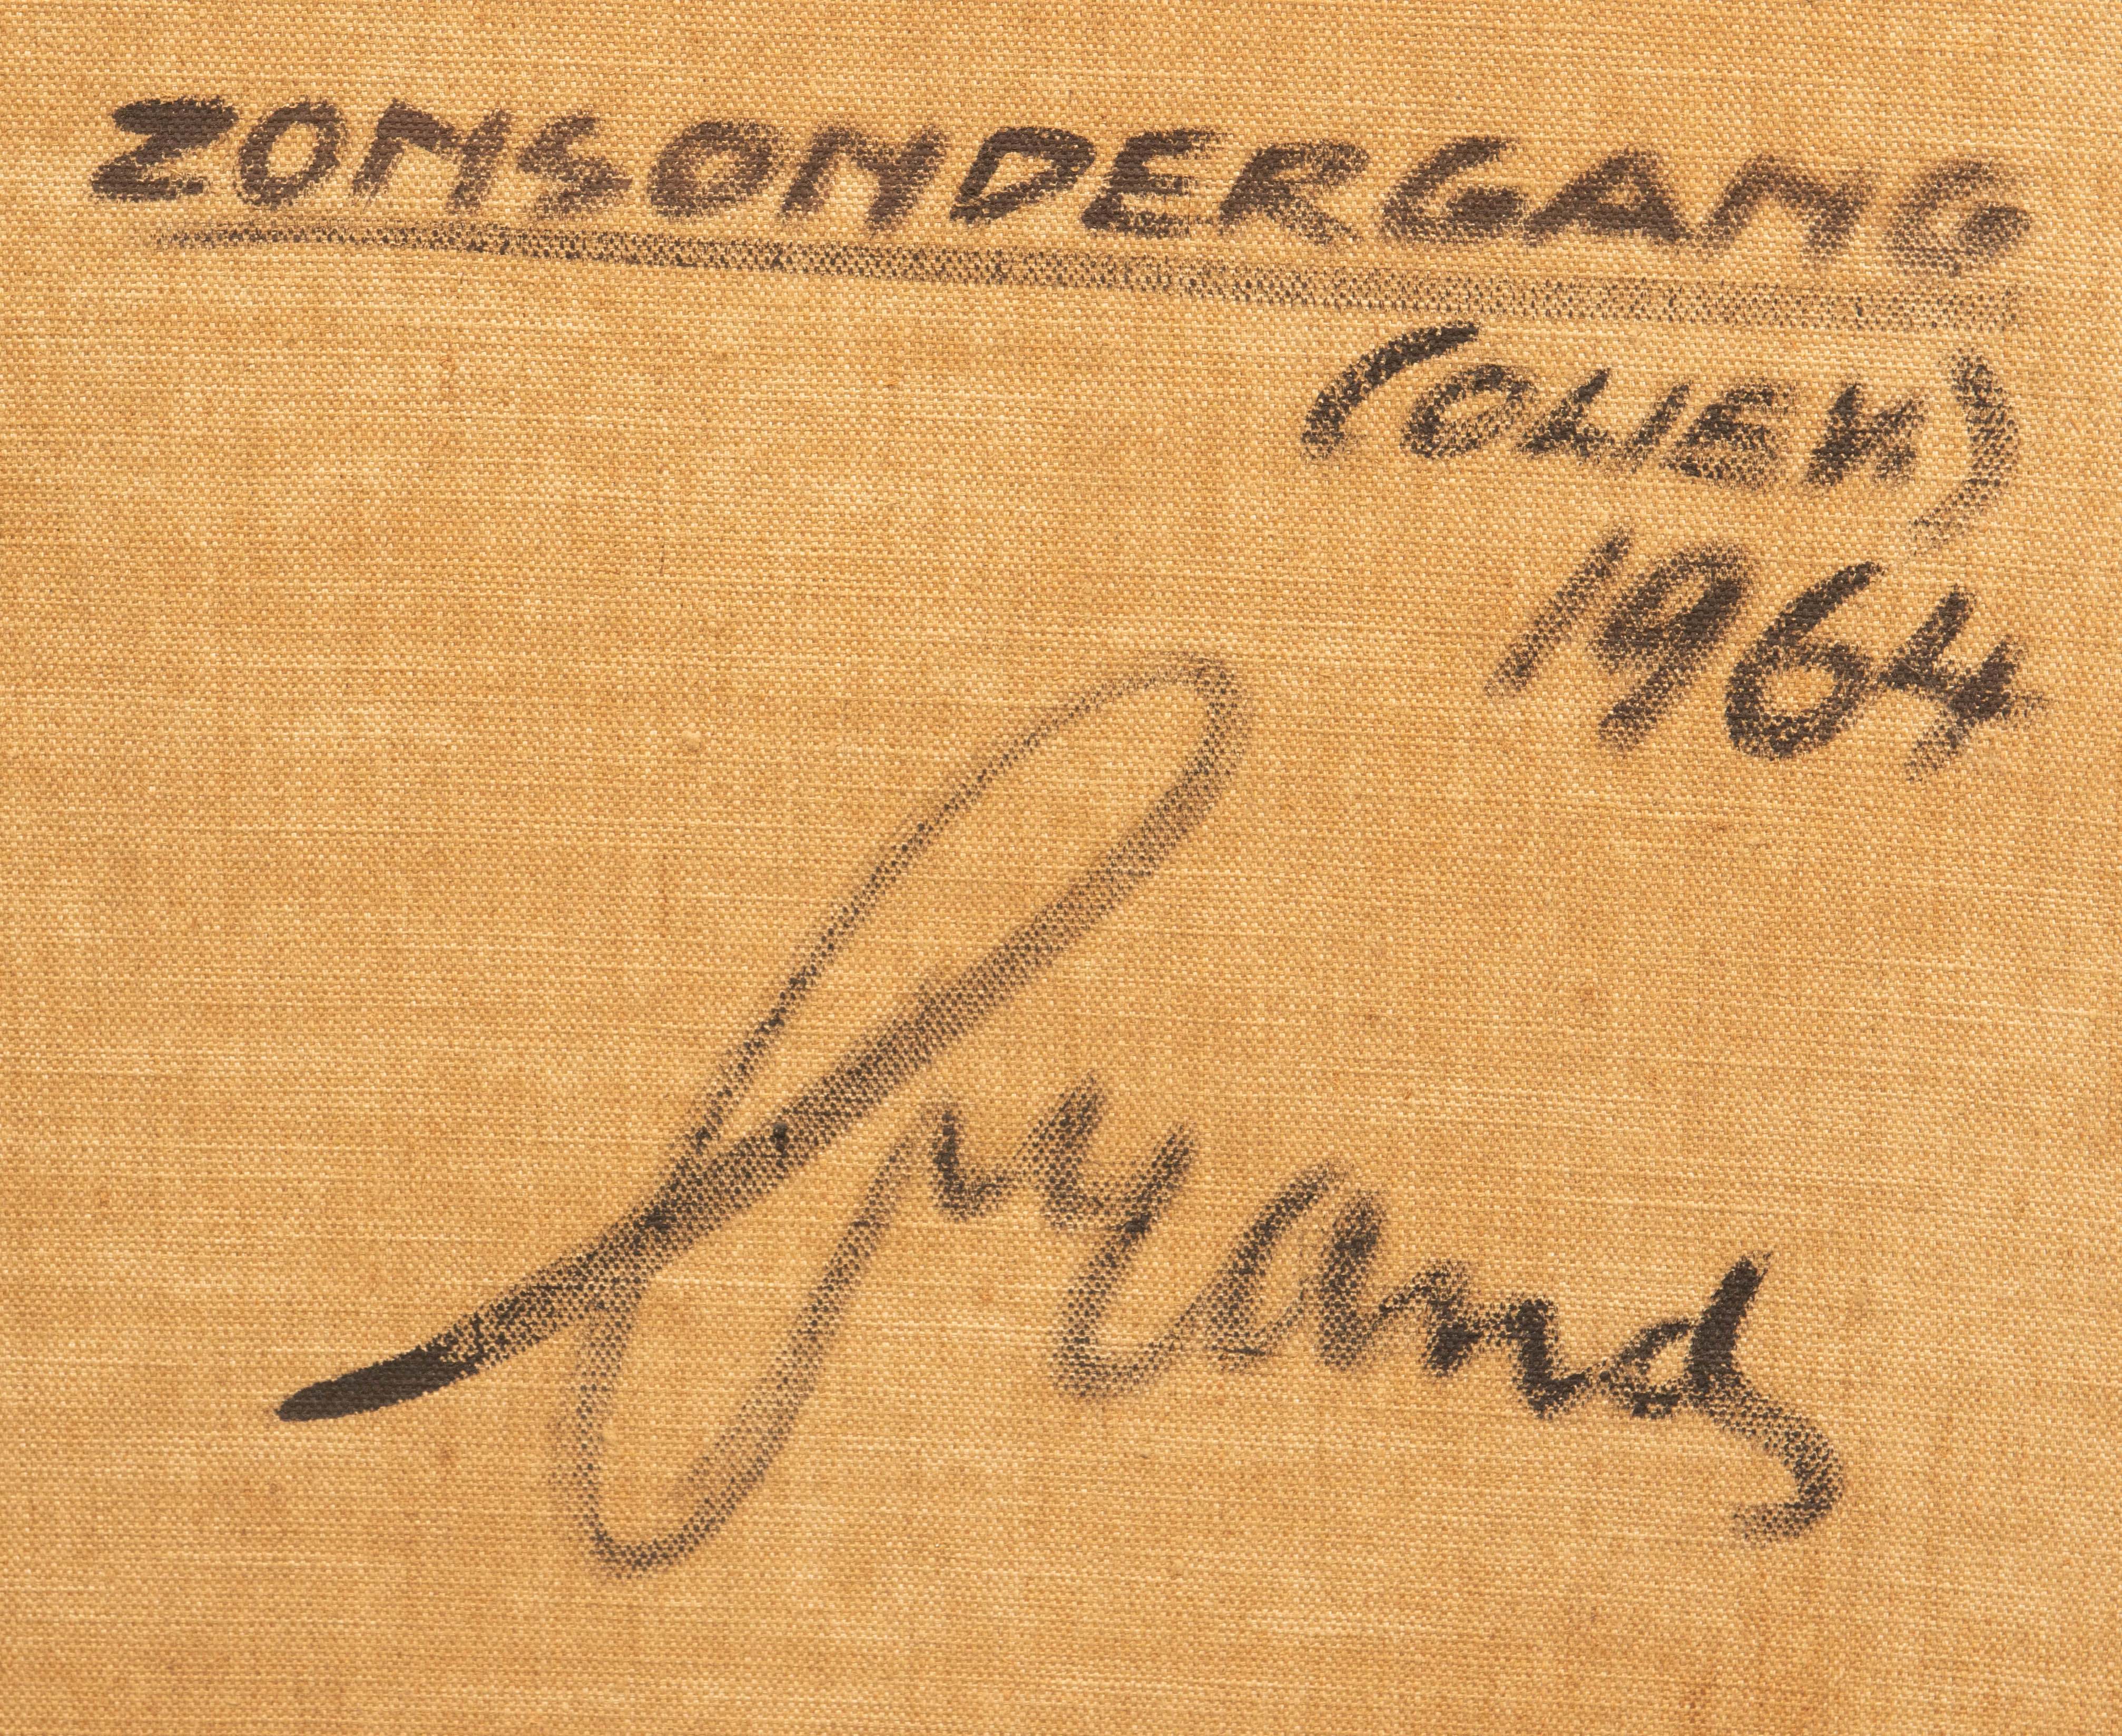 ZONSONDERGANG
(OLIEK)
1964